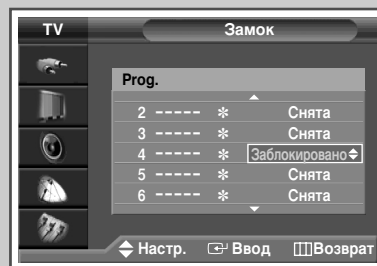 TV Замок
Prog.
2 ----- ✻ Снята
3 ----- ✻ Снята
4 ----- ✻ Заблокировано
5 ----- ✻ Снята
6 ----- ✻ Снята
Настр. Ввод Возврат